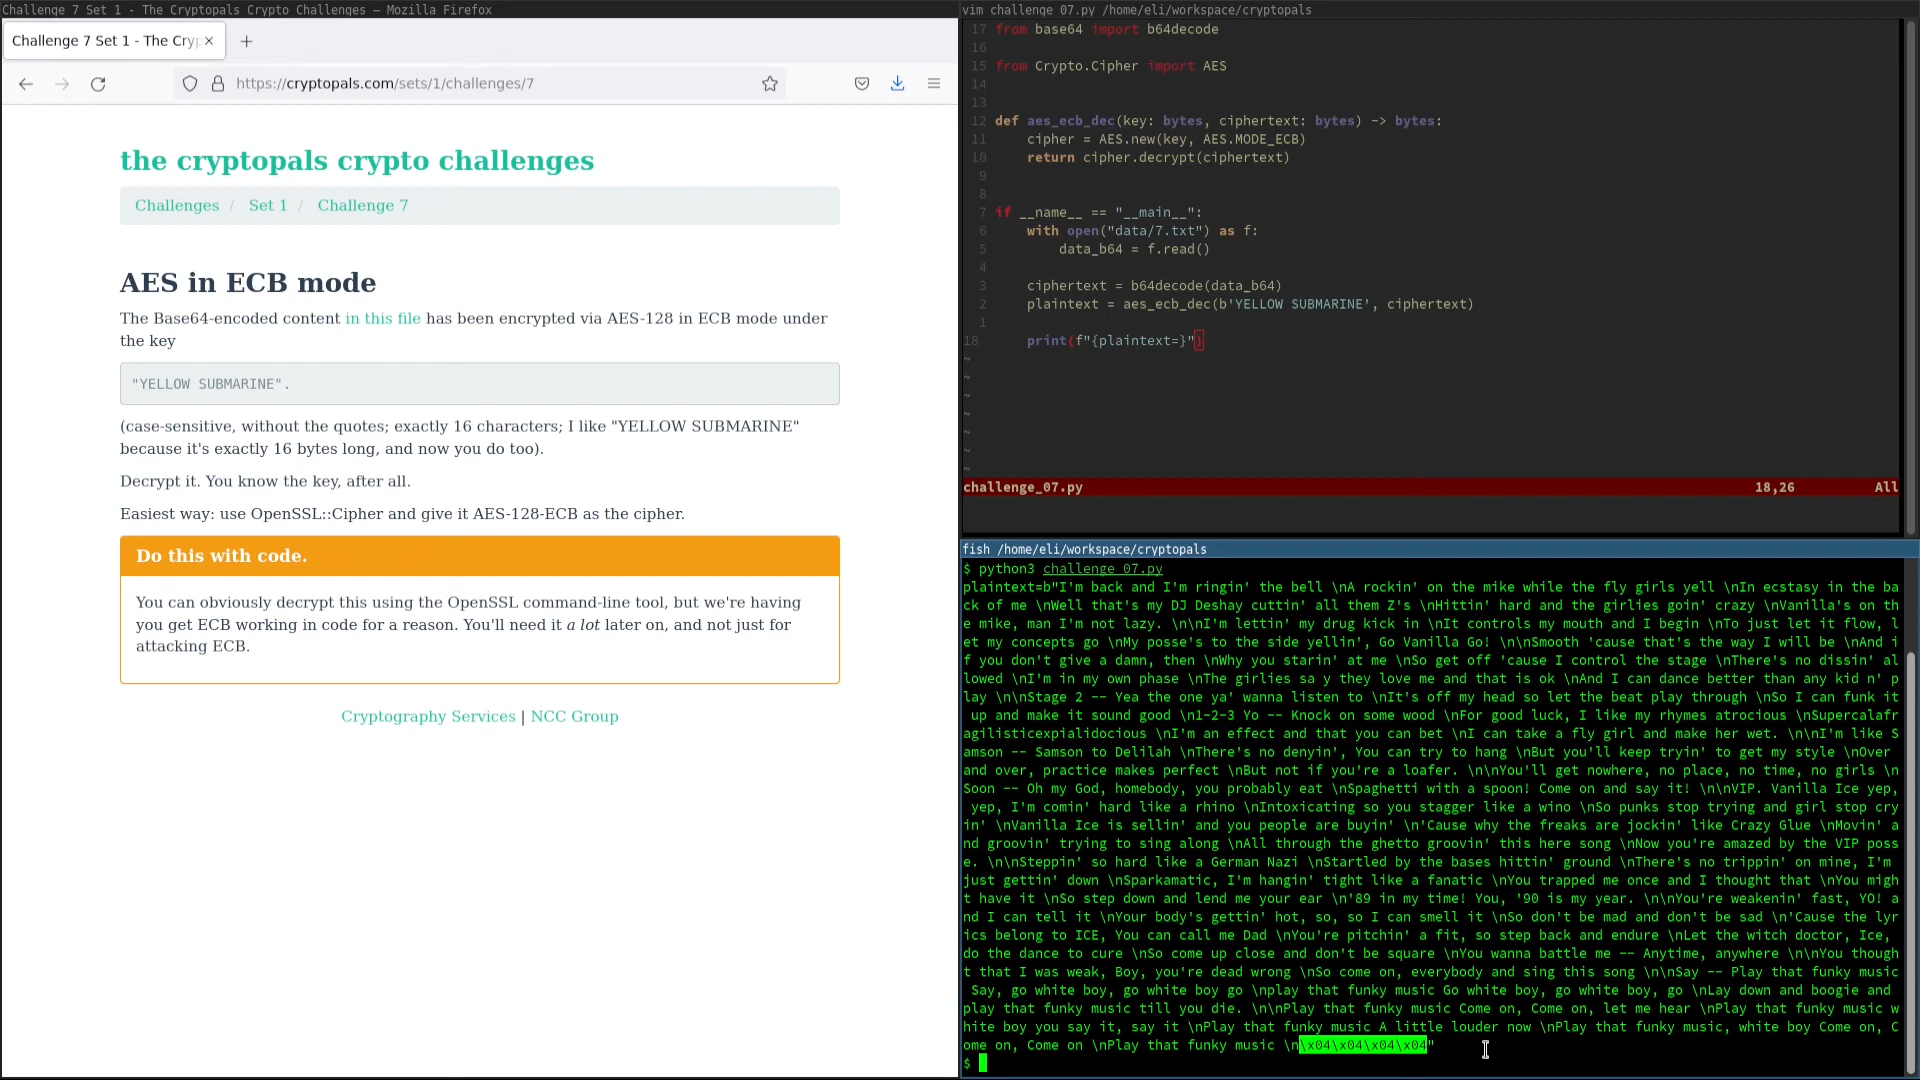 Challenge 7 Set 1 - The Cryptopals Crypto Challenges — Mozilla Firefox
Challenge 7 Set 1 - The Cryp
https://cryptopals.com/sets/1/challenges/7
the cryptopals crypto challenges
Challenges / Set 1 / Challenge 7
AES in ECB mode
The Base64-encoded content in this file has been encrypted via AES-128 in ECB mode under
the key
"YELLOW SUBMARINE".
(case-sensitive, without the quotes; exactly 16 characters; I like "YELLOW SUBMARINE"
because it's exactly 16 bytes long, and now you do too).
Decrypt it. You know the key, after all.
Easiest way: use OpenSSL::Cipher and give it AES-128-ECB as the cipher.
Do this with code.
You can obviously decrypt this using the OpenSSL command-line tool, but we're having
you get ECB working in code for a reason. You'll need it a lot later on, and not just for
attacking ECB.
Cryptography Services | NCC Group
vim challenge_07.py /home/eli/workspace/cryptopals
17 from base64 import b64decode
16
15 from Crypto.Cipher import AES
14
13
12 def aes_ecb_dec(key: bytes, ciphertext: bytes) -> bytes:
11     cipher = AES.new(key, AES.MODE_ECB)
10     return cipher.decrypt(ciphertext)
9
8
7 if __name__ == "__main__":
6     with open("data/7.txt") as f:
5         data_b64 = f.read()
4
3     ciphertext = b64decode(data_b64)
2     plaintext = aes_ecb_dec(b'YELLOW SUBMARINE', ciphertext)
1
18     print(f"{plaintext=}")
~
~
~
~
~
~
~
challenge_07.py 18,26 All
fish /home/eli/workspace/cryptopals
$ python3 challenge_07.py
plaintext=b"I'm back and I'm ringin' the bell \nA rockin' on the mike while the fly girls yell \nIn ecstasy in the ba
ck of me \nWell that's my DJ Deshay cuttin' all them Z's \nHittin' hard and the girlies goin' crazy \nVanilla's on th
e mike, man I'm not lazy. \n\nI'm lettin' my drug kick in \nIt controls my mouth and I begin \nTo just let it flow, l
et my concepts go \nMy posse's to the side yellin', Go Vanilla Go! \n\nSmooth 'cause that's the way I will be \nAnd i
f you don't give a damn, then \nWhy you starin' at me \nSo get off 'cause I control the stage \nThere's no dissin' al
lowed \nI'm in my own phase \nThe girlies sa y they love me and that is ok \nAnd I can dance better than any kid n' p
lay \n\nStage 2 -- Yea the one ya' wanna listen to \nIt's off my head so let the beat play through \nSo I can funk it
 up and make it sound good \n1-2-3 Yo -- Knock on some wood \nFor good luck, I like my rhymes atrocious \nSupercalafr
agilisticexpialidocious \nI'm an effect and that you can bet \nI can take a fly girl and make her wet. \n\nI'm like S
amson -- Samson to Delilah \nThere's no denyin', You can try to hang \nBut you'll keep tryin' to get my style \nOver
and over, practice makes perfect \nBut not if you're a loafer. \n\nYou'll get nowhere, no place, no time, no girls \n
Soon -- Oh my God, homebody, you probably eat \nSpaghetti with a spoon! Come on and say it! \n\nVIP. Vanilla Ice yep,
 yep, I'm comin' hard like a rhino \nIntoxicating so you stagger like a wino \nSo punks stop trying and girl stop cry
in' \nVanilla Ice is sellin' and you people are buyin' \n'Cause why the freaks are jockin' like Crazy Glue \nMovin' a
nd groovin' trying to sing along \nAll through the ghetto groovin' this here song \nNow you're amazed by the VIP poss
e. \n\nSteppin' so hard like a German Nazi \nStartled by the bases hittin' ground \nThere's no trippin' on mine, I'm
just gettin' down \nSparkamatic, I'm hangin' tight like a fanatic \nYou trapped me once and I thought that \nYou migh
t have it \nSo step down and lend me your ear \n'89 in my time! You, '90 is my year. \n\nYou're weakenin' fast, YO! a
nd I can tell it \nYour body's gettin' hot, so, so I can smell it \nSo don't be mad and don't be sad \n'Cause the lyr
ics belong to ICE, You can call me Dad \nYou're pitchin' a fit, so step back and endure \nLet the witch doctor, Ice,
do the dance to cure \nSo come up close and don't be square \nYou wanna battle me -- Anytime, anywhere \n\nYou though
t that I was weak, Boy, you're dead wrong \nSo come on, everybody and sing this song \n\nSay -- Play that funky music
 Say, go white boy, go white boy go \nplay that funky music Go white boy, go white boy, go \nLay down and boogie and
play that funky music till you die. \n\nPlay that funky music Come on, Come on, let me hear \nPlay that funky music w
hite boy you say it, say it \nPlay that funky music A little louder now \nPlay that funky music, white boy Come on, C
ome on, Come on \nPlay that funky music \n\x04\x04\x04\x04"
$